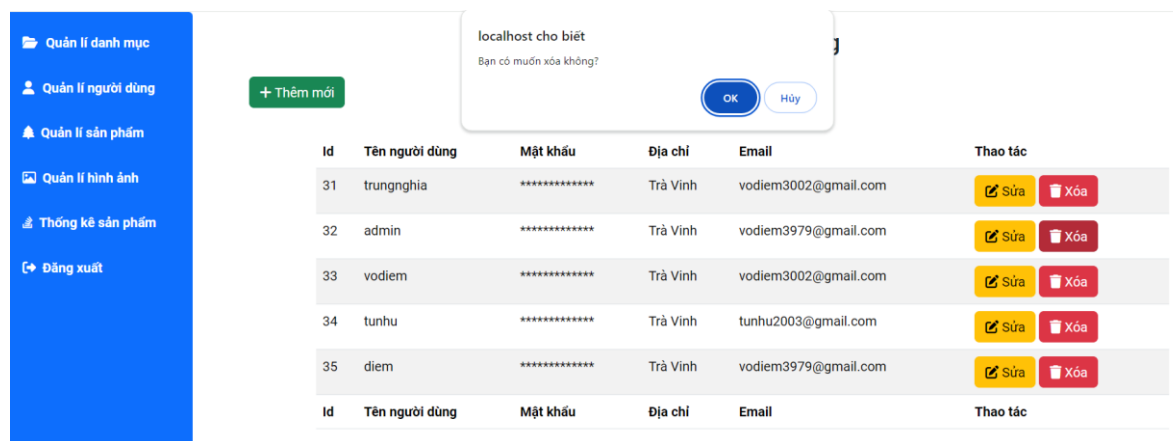 Quản lí danh mục
Quản lí người dùng
Quản lí sản phẩm
Quản lí hình ảnh
Thống kê sản phẩm
Đăng xuất
localhost cho biết
Bạn có muốn xóa không?
OK Hủy
g
+ Thêm mới
Id Tên người dùng Mật khẩu Địa chỉ Email Thao tác
31 trungnghia ************* Trà Vinh vodiem3002@gmail.com Sửa Xóa
32 admin ************* Trà Vinh vodiem3979@gmail.com Sửa Xóa
33 vodiem ************* Trà Vinh vodiem3002@gmail.com Sửa Xóa
34 tunhu ************* Trà Vinh tunhu2003@gmail.com Sửa Xóa
35 diem ************* Trà Vinh vodiem3979@gmail.com Sửa Xóa
Id Tên người dùng Mật khẩu Địa chỉ Email Thao tác